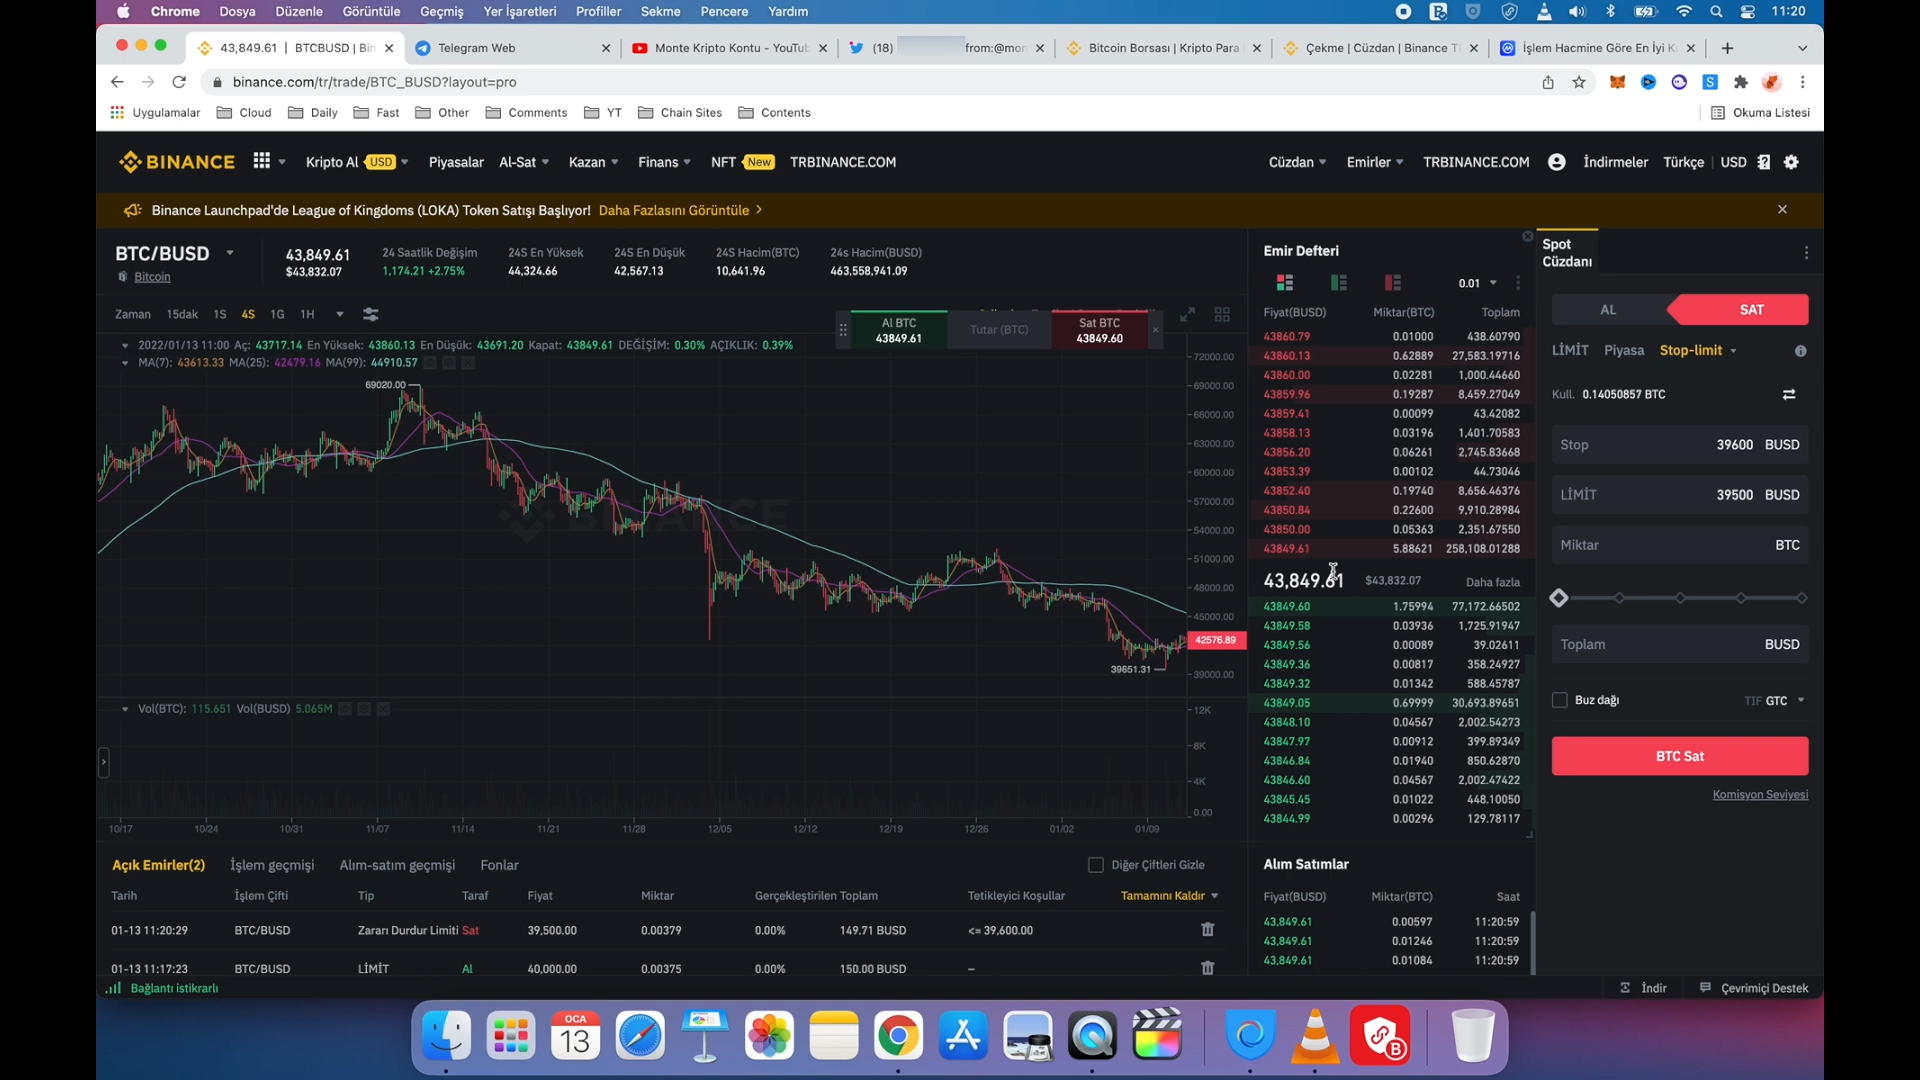 Chrome Dosya Düzenle Görüntüle Geçmiş Yer İşaretleri Profiller Sekme Pencere Yardım 11:20
43,849.61 | BTCBUSD | Bin
Telegram Web
Monte Kripto Kontu - YouTub
(18) from:@mon
Bitcoin Borsası | Kripto Para
Çekme | Cüzdan | Binance T
İşlem Hacmine Göre En İyi K
binance.com/tr/trade/BTC_BUSD?layout=pro
Uygulamalar Cloud Daily Fast Other Comments YT Chain Sites Contents Okuma Listesi
BINANCE Kripto Al USD Piyasalar Al-Sat Kazan Finans NFT New TRBINANCE.COM Cüzdan Emirler TRBINANCE.COM İndirmeler Türkçe USD
Binance Launchpad'de League of Kingdoms (LOKA) Token Satışı Başlıyor! Daha Fazlasını Görüntüle
BTC/BUSD 43,849.61 24 Saatlik Değişim 24S En Yüksek 24S En Düşük 24S Hacim(BTC) 24s Hacim(BUSD)
Bitcoin $43,832.07 1,174.21 +2.75% 44,324.66 42,567.13 10,641.96 463,558,941.09
Zaman 15dak 1S 4S 1G 1H
Al BTC
43849.61
Tutar (BTC)
Sat BTC
43849.60
2022/01/13 11:00 Aç: 43717.14 En Yüksek: 43860.13 En Düşük: 43691.20 Kapat: 43849.61 DEĞİŞİM: 0.30% AÇIKLIK: 0.39%
MA(7): 43613.33 MA(25): 42479.16 MA(99): 44910.57
69020.00
BINANCE
39651.31
72000.00
69000.00
66000.00
63000.00
60000.00
57000.00
54000.00
51000.00
48000.00
45000.00
42576.89
39000.00
Vol(BTC): 115.651 Vol(BUSD) 5.065M
12K
8K
4K
0.00
10/17 10/24 10/31 11/07 11/14 11/21 11/28 12/05 12/12 12/19 12/26 01/02 01/09
Emir Defteri
0.01
Fiyat(BUSD) Miktar(BTC) Toplam
43860.79 0.01000 438.60790
43860.13 0.62889 27,583.19716
43860.00 0.02281 1,000.44660
43859.96 0.19287 8,459.27049
43859.41 0.00099 43.42082
43858.13 0.03196 1,401.70583
43856.20 0.06261 2,745.83668
43853.39 0.00102 44.73046
43852.40 0.19740 8,656.46376
43850.84 0.22600 9,910.28984
43850.00 0.05363 2,351.67550
43849.61 5.88621 258,108.01288
43,849.61 $43,832.07 Daha fazla
43849.60 1.75994 77,172.66502
43849.58 0.03936 1,725.91947
43849.56 0.00089 39.02611
43849.36 0.00817 358.24927
43849.32 0.01342 588.45787
43849.05 0.69999 30,693.89651
43848.10 0.04567 2,002.54273
43847.97 0.00912 399.89349
43846.84 0.01940 850.62870
43846.60 0.04567 2,002.47422
43845.45 0.01022 448.10050
43844.99 0.00296 129.78117
Spot
Cüzdanı
AL SAT
LİMİT Piyasa Stop-limit
Kull. 0.14050857 BTC
Stop 39600 BUSD
LİMİT 39500 BUSD
Miktar BTC
Toplam BUSD
Buz dağı TIF GTC
BTC Sat
Komisyon Seviyesi
Açık Emirler(2) İşlem geçmişi Alım-satım geçmişi Fonlar Diğer Çiftleri Gizle
Tarih İşlem Çifti Tip Taraf Fiyat Miktar Gerçekleştirilen Toplam Tetikleyici Koşullar Tamamını Kaldır
01-13 11:20:29 BTC/BUSD Zararı Durdur Limiti Sat 39,500.00 0.00379 0.00% 149.71 BUSD <= 39,600.00
01-13 11:17:23 BTC/BUSD LİMİT Al 40,000.00 0.00375 0.00% 150.00 BUSD –
Alım Satımlar
Fiyat(BUSD) Miktar(BTC) Saat
43,849.61 0.00597 11:20:59
43,849.61 0.01246 11:20:59
43,849.61 0.01084 11:20:59
Bağlantı istikrarlı İndir Çevrimiçi Destek
OCA
13